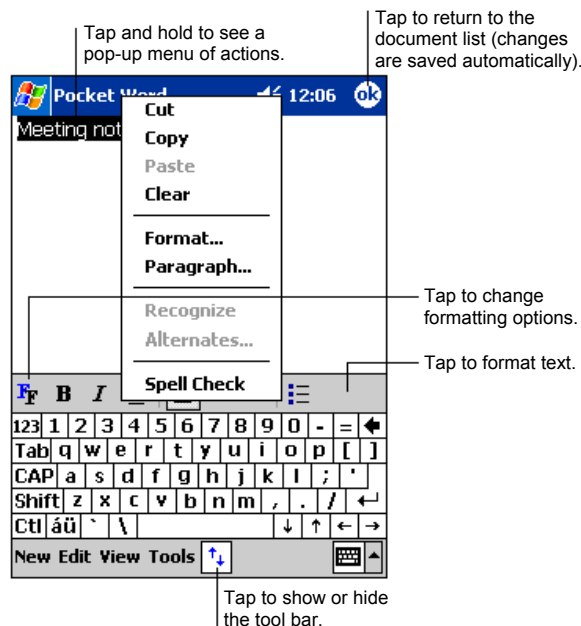 Tap and hold to see a
pop-up menu of actions.
Tap to return to the
document list (changes
are saved automatically).
Pocket Word 12:06 ok
Meeting not
Cut
Copy
Paste
Clear
Format...
Paragraph...
Recognize
Alternates...
Spell Check
Tap to change
formatting options.
Tap to format text.
FF B I
123 1 2 3 4 5 6 7 8 9 0 - =
Tab q w e r t y u i o p [ ]
CAP a s d f g h j k l ; '
Shift z x c v b n m , . /
Ctl áü ` \
New Edit View Tools
Tap to show or hide
the tool bar.